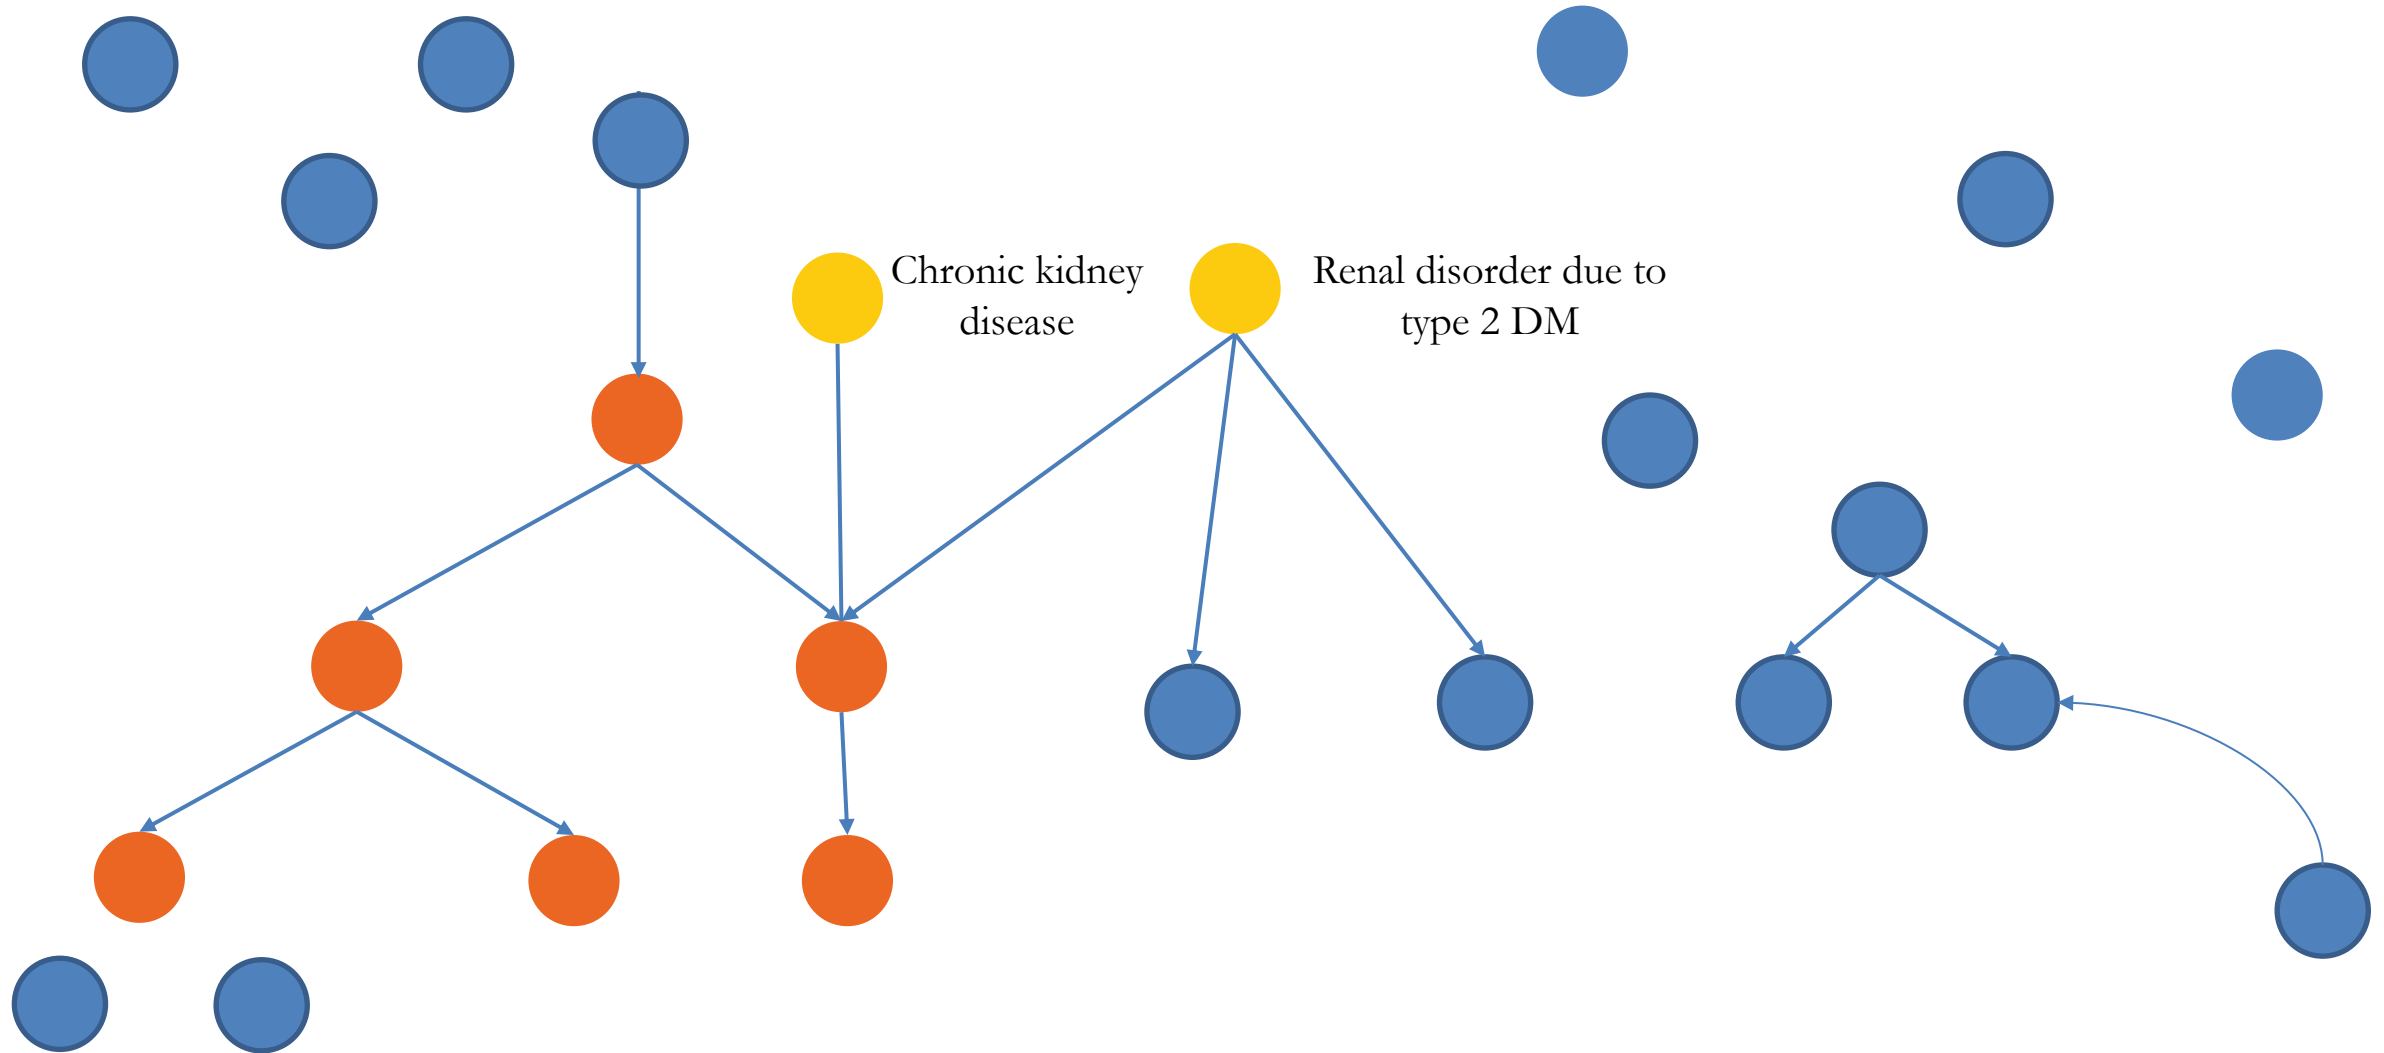 Chronic kidney
disease
Renal disorder due to
type 2 DM